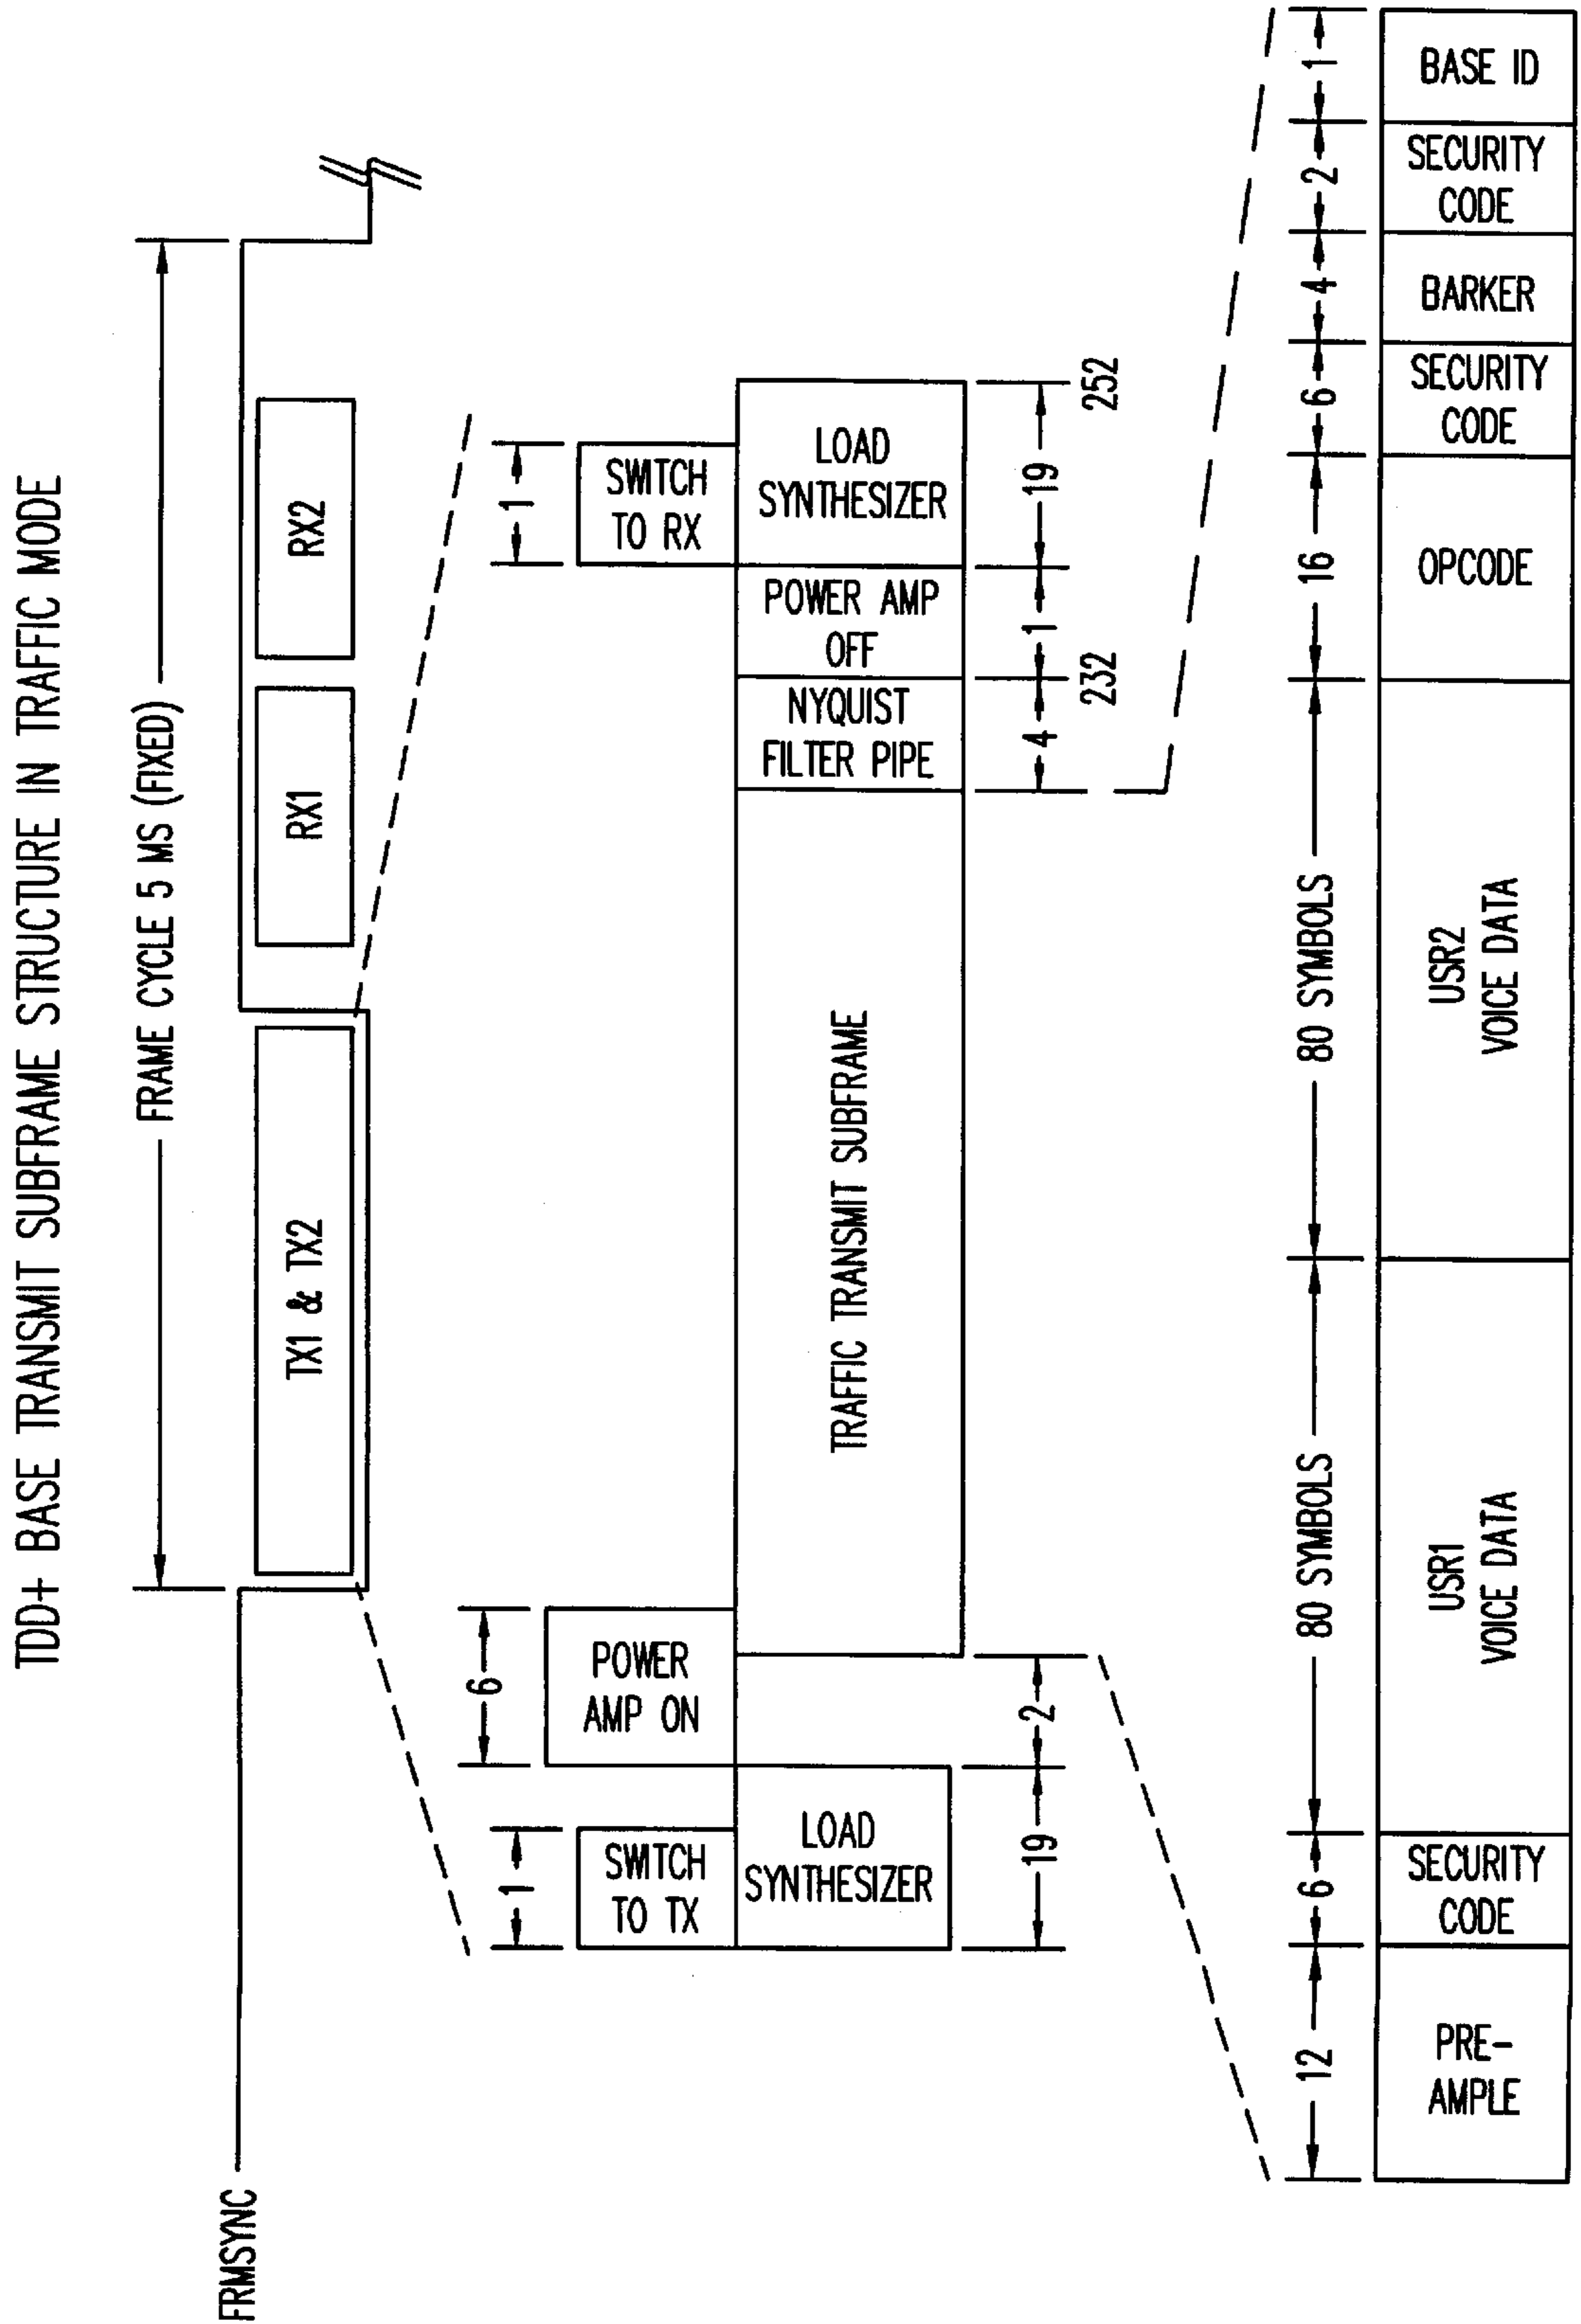 TDD+ BASE TRANSMIT SUBFRAME STRUCTURE IN TRAFFIC MODE
FRAME CYCLE 5 MS (FIXED)
FRMSYNC
TX1 & TX2
RX1
RX2
1
6
1
SWITCH
TO TX
POWER
AMP ON
SWITCH
TO RX
LOAD
SYNTHESIZER
TRAFFIC TRANSMIT SUBFRAME
NYQUIST
FILTER PIPE
POWER AMP
OFF
LOAD
SYNTHESIZER
19
2
4
1
19
232
252
12
6
80 SYMBOLS
80 SYMBOLS
16
6
4
2
1
PRE-
AMPLE
SECURITY
CODE
USR1
VOICE DATA
USR2
VOICE DATA
OPCODE
SECURITY
CODE
BARKER
SECURITY
CODE
BASE ID